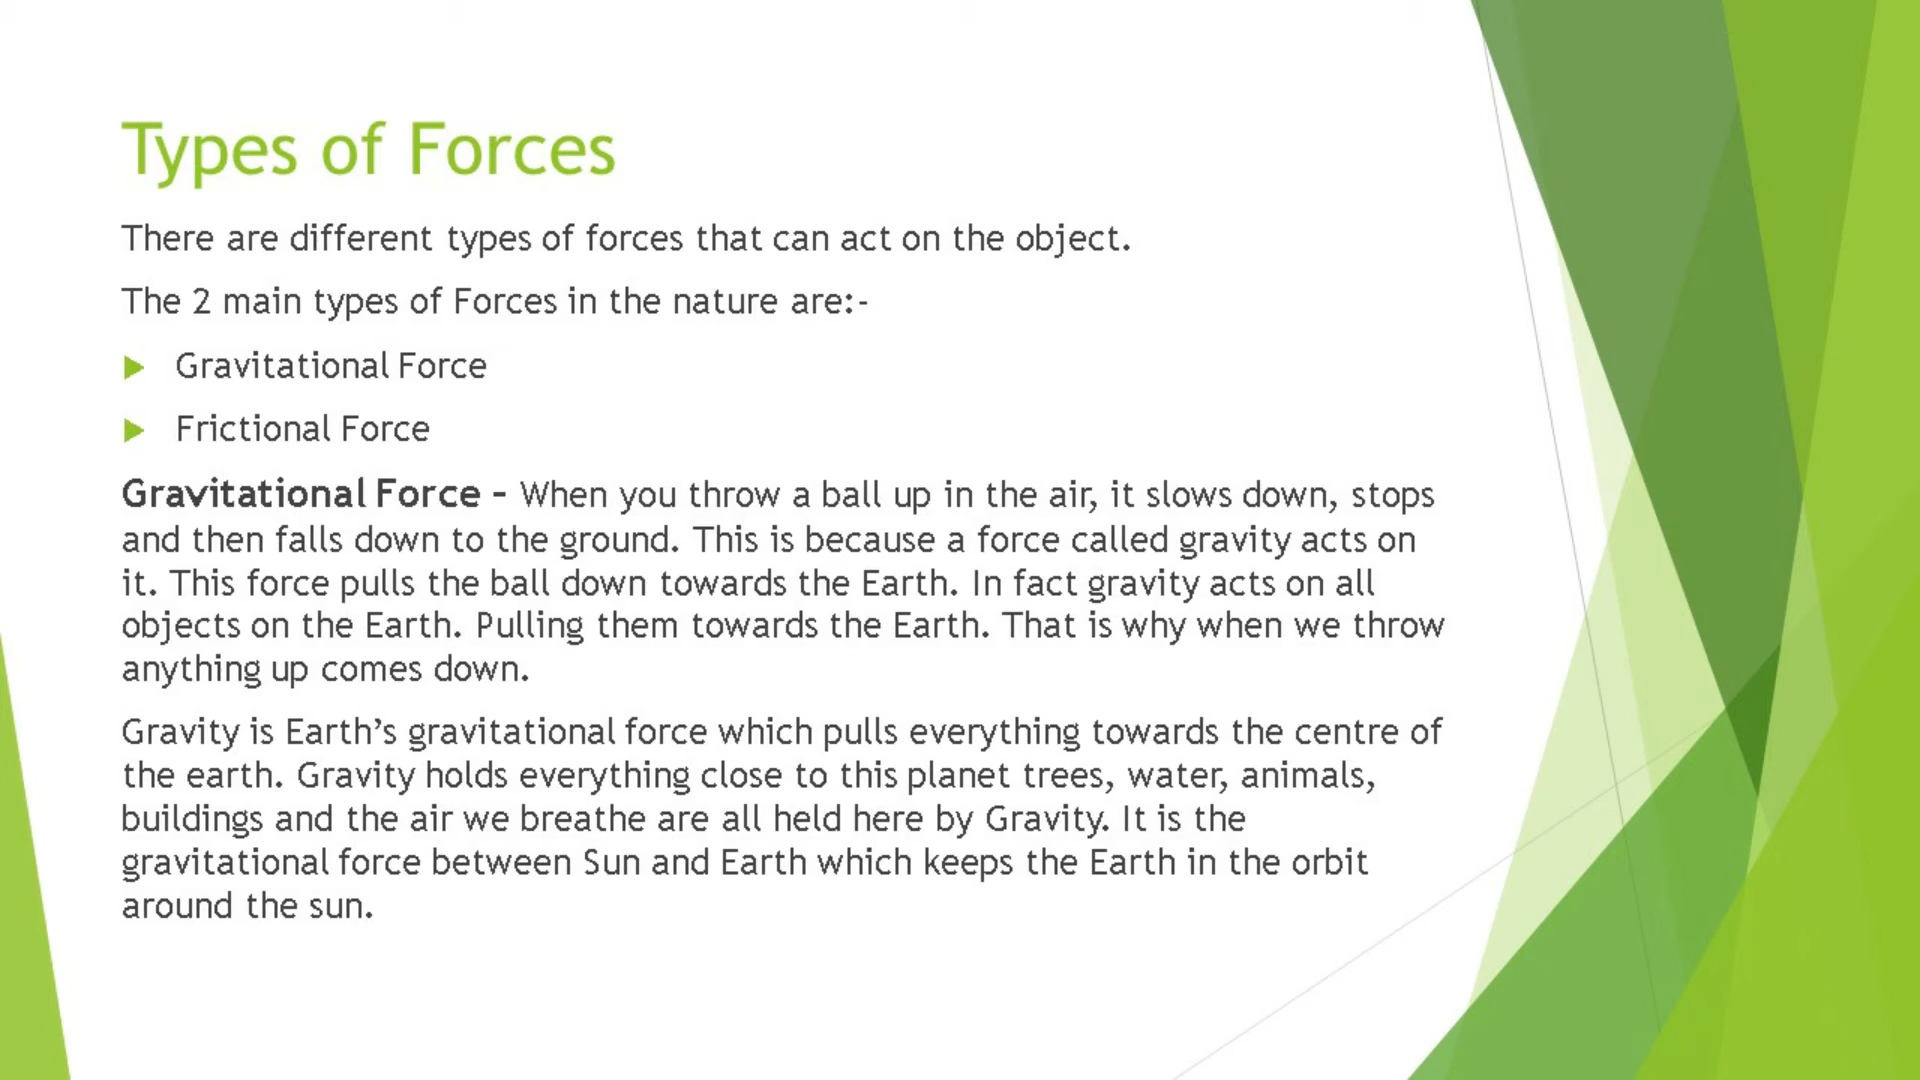 Types of Forces
There are different types of forces that can act on the object.
The 2 main types of Forces in the nature are:-
Gravitational Force
Frictional Force
Gravitational Force – When you throw a ball up in the air, it slows down, stops
and then falls down to the ground. This is because a force called gravity acts on
it. This force pulls the ball down towards the Earth. In fact gravity acts on all
objects on the Earth. Pulling them towards the Earth. That is why when we throw
anything up comes down.
Gravity is Earth’s gravitational force which pulls everything towards the centre of
the earth. Gravity holds everything close to this planet trees, water, animals,
buildings and the air we breathe are all held here by Gravity. It is the
gravitational force between Sun and Earth which keeps the Earth in the orbit
around the sun.